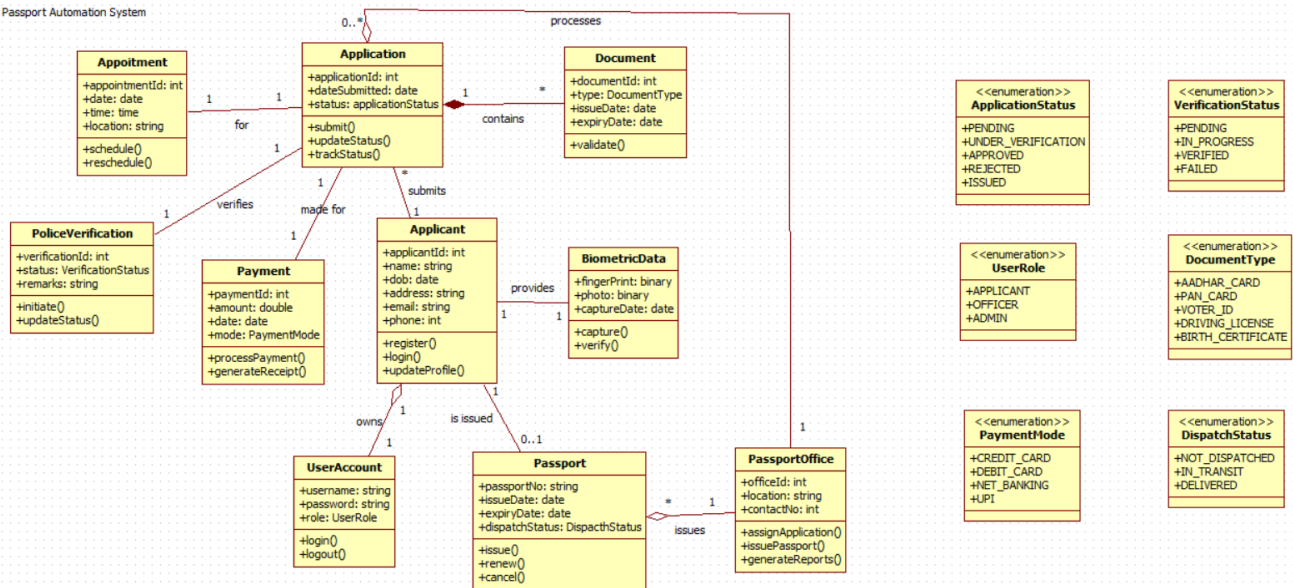 Passport Automation System
0..*
processes
Appoitment
+appointmentId: int
+date: date
+time: time
+location: string
+schedule()
+reschedule()
1
1
for
Application
+applicationId: int
+dateSubmitted: date
+status: applicationStatus
+submit()
+updateStatus()
+trackStatus()
1
*
contains
Document
+documentId: int
+type: DocumentType
+issueDate: date
+expiryDate: date
+validate()
<<enumeration>>
ApplicationStatus
+PENDING
+UNDER_VERIFICATION
+APPROVED
+REJECTED
+ISSUED
<<enumeration>>
VerificationStatus
+PENDING
+IN_PROGRESS
+VERIFIED
+FAILED
1
verifies
1
1
made for
1
*
submits
1
PoliceVerification
+verificationId: int
+status: VerificationStatus
+remarks: string
+initiate()
+updateStatus()
Payment
+paymentId: int
+amount: double
+date: date
+mode: PaymentMode
+processPayment()
+generateReceipt()
Applicant
+applicantId: int
+name: string
+dob: date
+address: string
+email: string
+phone: int
+register()
+login()
+updateProfile()
provides
1
1
BiometricData
+fingerPrint: binary
+photo: binary
+captureDate: date
+capture()
+verify()
<<enumeration>>
UserRole
+APPLICANT
+OFFICER
+ADMIN
<<enumeration>>
DocumentType
+AADHAR_CARD
+PAN_CARD
+VOTER_ID
+DRIVING_LICENSE
+BIRTH_CERTIFICATE
1
owns
1
1
is issued
0..1
1
UserAccount
+username: string
+password: string
+role: UserRole
+login()
+logout()
Passport
+passportNo: string
+issueDate: date
+expiryDate: date
+dispatchStatus: DispacthStatus
+issue()
+renew()
+cancel()
*
1
issues
PassportOffice
+officeId: int
+location: string
+contactNo: int
+assignApplication()
+issuePassport()
+generateReports()
<<enumeration>>
PaymentMode
+CREDIT_CARD
+DEBIT_CARD
+NET_BANKING
+UPI
<<enumeration>>
DispatchStatus
+NOT_DISPATCHED
+IN_TRANSIT
+DELIVERED